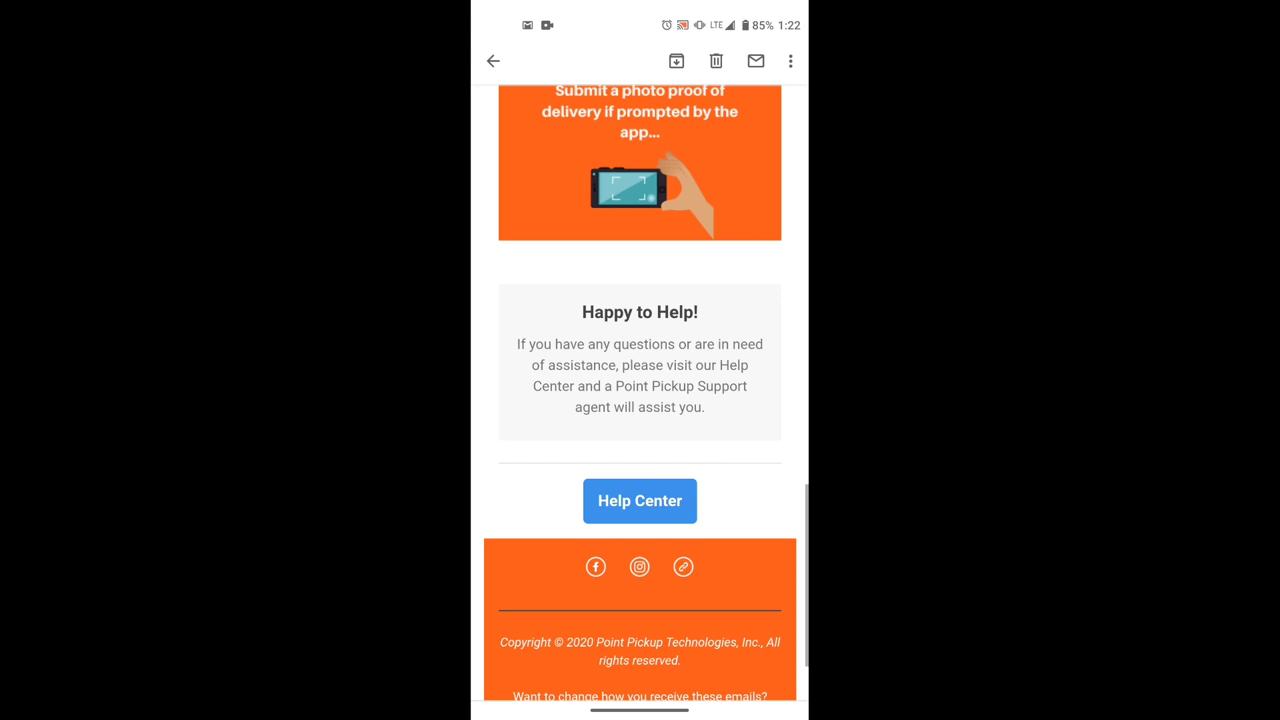 LTE 85% 1:22
Submit a photo proof of
delivery if prompted by the
app...
Happy to Help!
If you have any questions or are in need
of assistance, please visit our Help
Center and a Point Pickup Support
agent will assist you.
Help Center
Copyright © 2020 Point Pickup Technologies, Inc., All
rights reserved.
Want to change how you receive these emails?